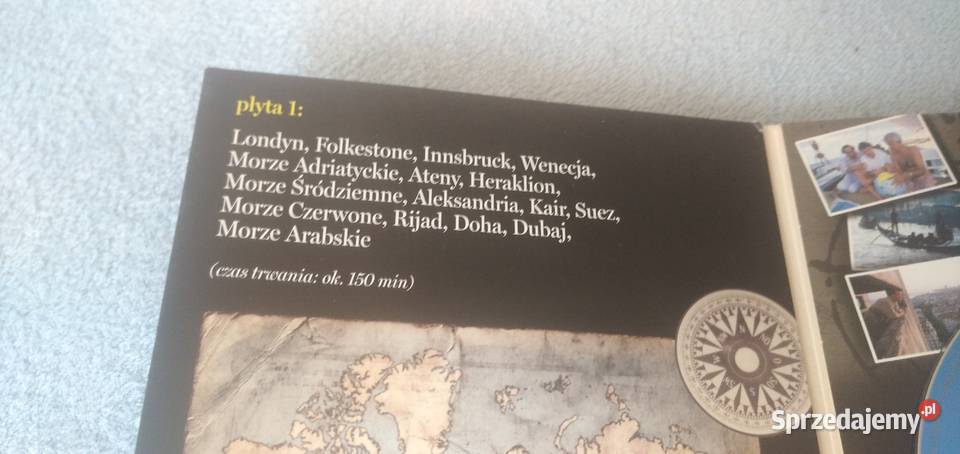 płyta 1:
Londyn, Folkestone, Innsbruck, Wenecja,
Morze Adriatyckie, Ateny, Heraklion,
Morze Śródziemne, Aleksandria, Kair, Suez,
Morze Czerwone, Rijad, Doha, Dubaj,
Morze Arabskie
(czas trwania: ok. 150 min)
Sprzedajemy.pl